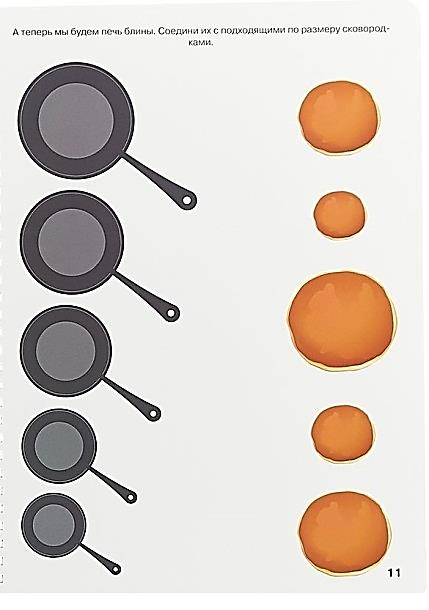 А теперь мы будем печь блины. Соедини их с подходящими по размеру сковород-
ками.
11